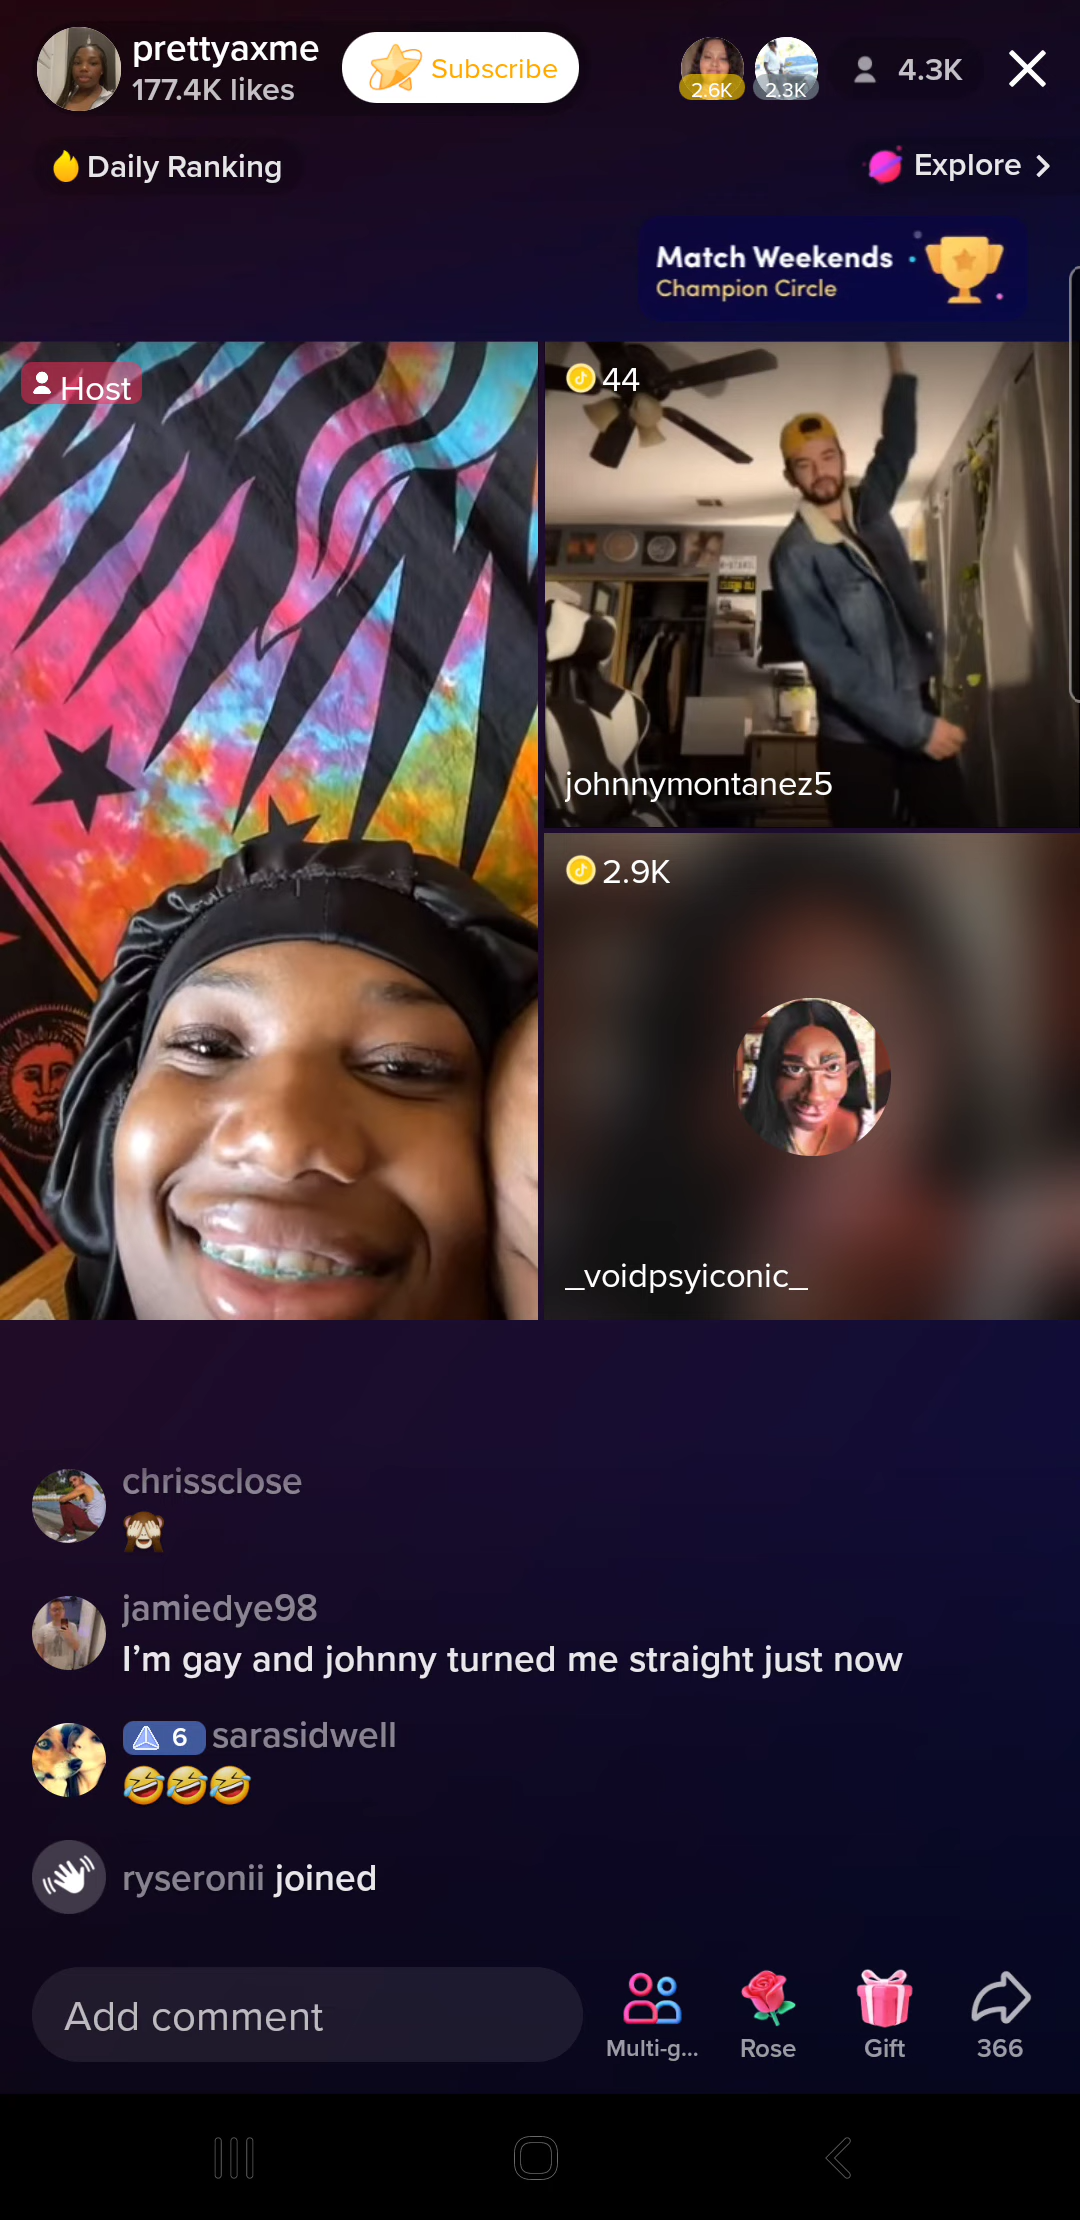 prettyaxme
177.4K likes
Subscribe
2.6K
2.3K
4.3K
Daily Ranking
Explore
Match Weekends
Champion Circle
Host
44
johnnymontanez5
2.9K
_voidpsyiconic_
chrissclose
🙈
jamiedye98
I'm gay and johnny turned me straight just now
6 sarasidwell
🤣🤣🤣
ryseronii joined
Add comment
Multi-g...
Rose
Gift
366